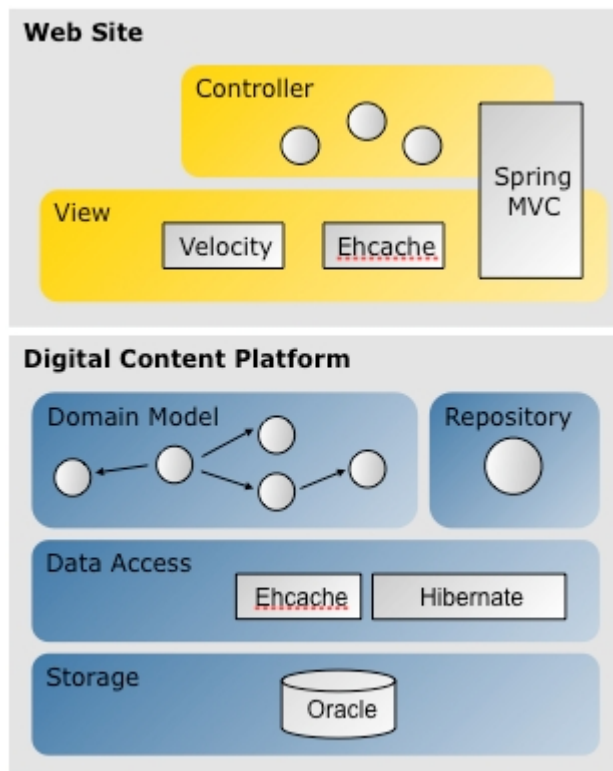 Web Site
Controller
Spring
MVC
View
Velocity
Ehcache
Digital Content Platform
Domain Model
Repository
Data Access
Ehcache
Hibernate
Storage
Oracle